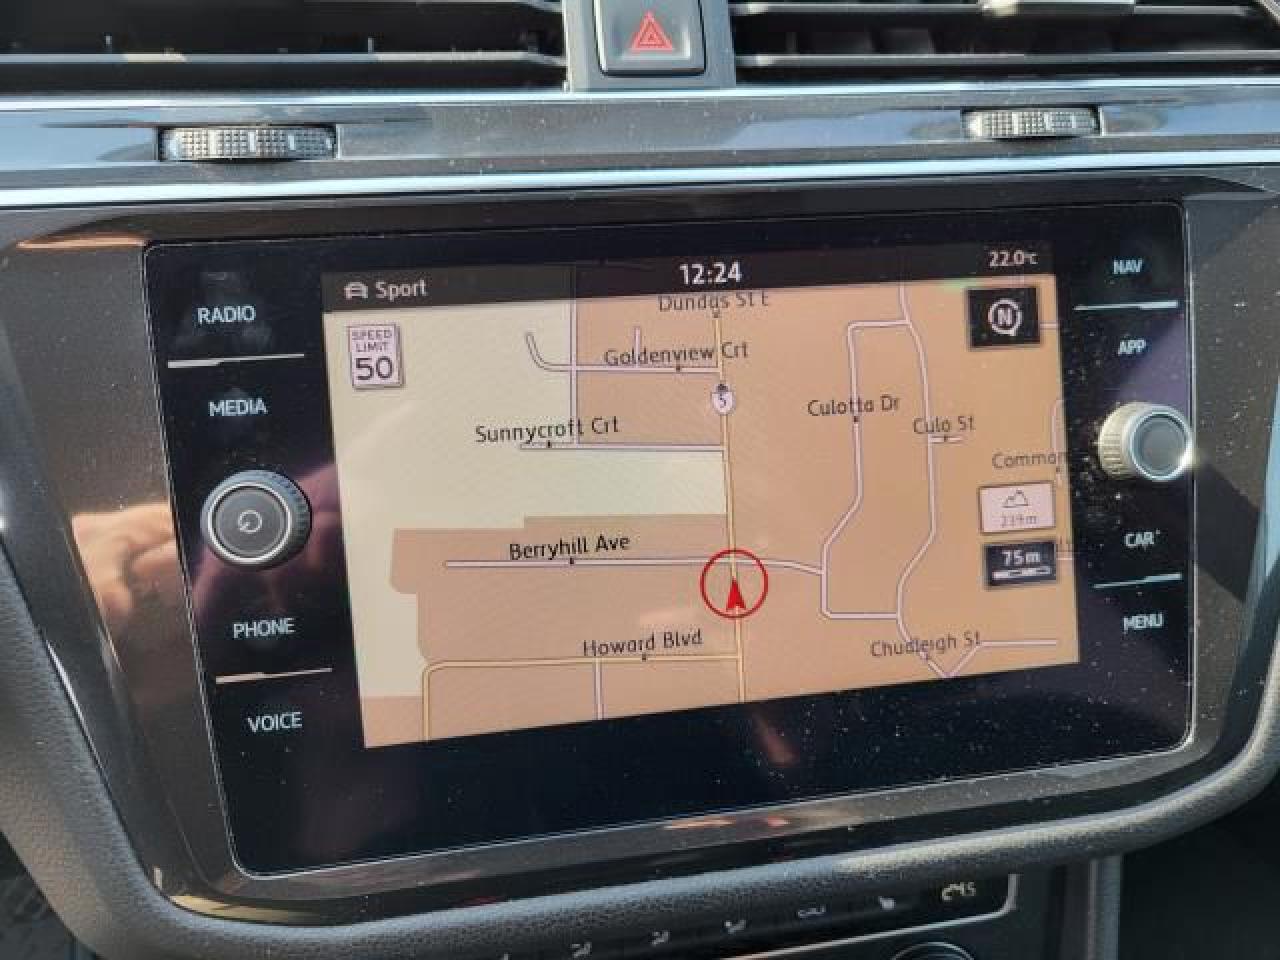 Sport
12:24
22.0°C
RADIO
MEDIA
PHONE
VOICE
NAV
APP
CAR
MENU
SPEED
LIMIT
50
N
Dundas St E
Goldenview Crt
5
Culotta Dr
Culo St
Sunnycroft Crt
Common
239m
75m
Berryhill Ave
Howard Blvd
Chudleigh St